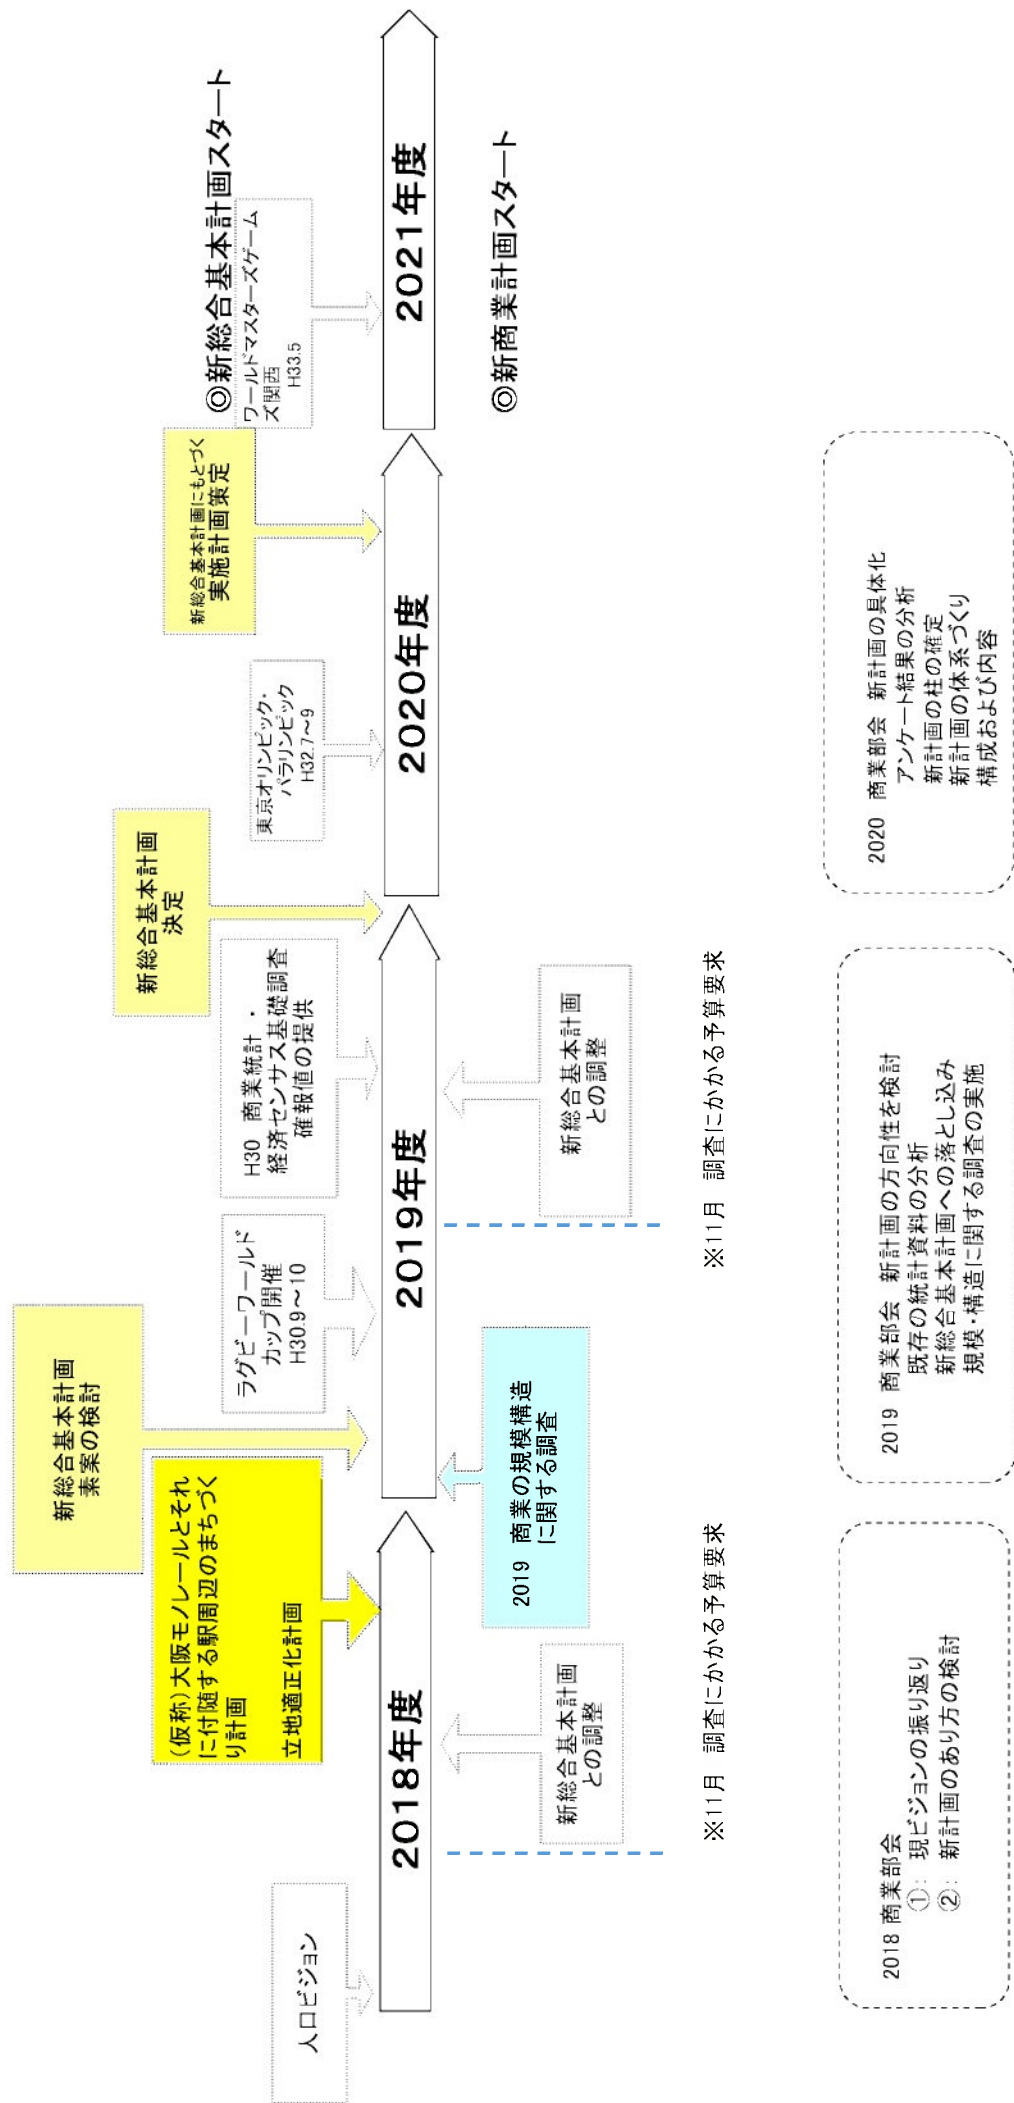 人口ビジョン
(仮称)大阪モノレールとそれ
に付随する駅周辺のまちづく
り計画
立地適正化計画
新総合基本計画
素案の検討
ラグビーワールド
カップ開催
H30.9～10
H30 商業統計・
経済センサス基礎調査
確報値の提供
新総合基本計画
決定
東京オリンピック・
パラリンピック
H32.7～9
新総合基本計画にもとづく
実施計画策定
◎新総合基本計画スタート
ワールドマスターズゲーム
ズ関西
H33.5
2018年度
2019年度
2020年度
2021年度
新総合基本計画
との調整
2019 商業の規模構造
に関する調査
新総合基本計画
との調整
◎新商業計画スタート
※11月 調査にかかる予算要求
※11月 調査にかかる予算要求
2018 商業部会
①: 現ビジョンの振り返り
②: 新計画のあり方の検討
2019 商業部会 新計画の方向性を検討
既存の統計資料の分析
新総合基本計画への落とし込み
規模・構造に関する調査の実施
2020 商業部会 新計画の具体化
アンケート結果の分析
新計画の柱の確定
新計画の体系づくり
構成および内容